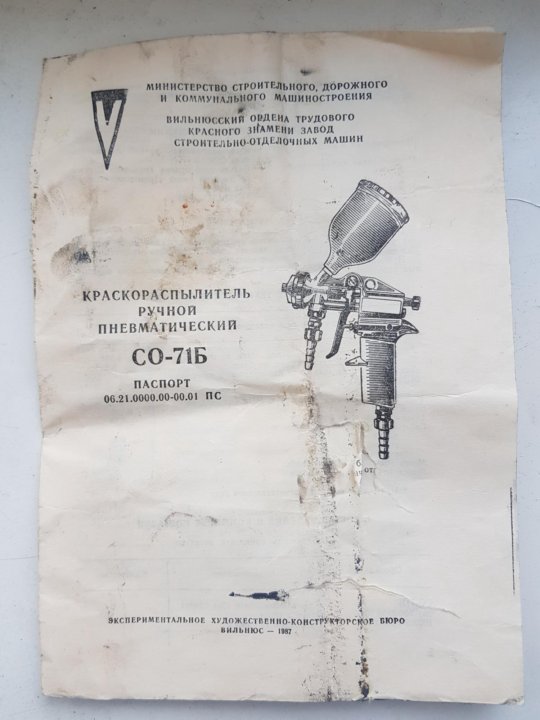 МИНИСТЕРСТВО СТРОИТЕЛЬНОГО, ДОРОЖНОГО
И КОММУНАЛЬНОГО МАШИНОСТРОЕНИЯ
ВИЛЬНЮССКИЙ ОРДЕНА ТРУДОВОГО
КРАСНОГО ЗНАМЕНИ ЗАВОД
СТРОИТЕЛЬНО-ОТДЕЛОЧНЫХ МАШИН
КРАСКОРАСПЫЛИТЕЛЬ
РУЧНОЙ
ПНЕВМАТИЧЕСКИЙ
СО-71Б
ПАСПОРТ
06.21.0000.00-00.01 ПС
ЭКСПЕРИМЕНТАЛЬНОЕ ХУДОЖЕСТВЕННО-КОНСТРУКТОРСКОЕ БЮРО
ВИЛЬНЮС — 1987